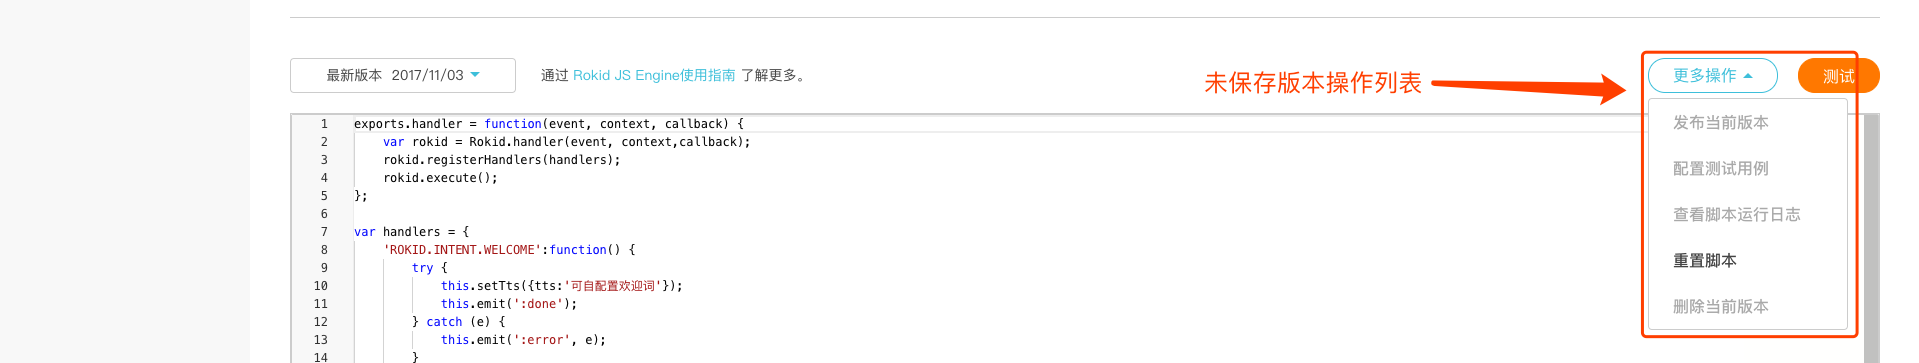 最新版本 2017/11/03
通过 Rokid JS Engine使用指南 了解更多。
未保存版本操作列表
更多操作
测试
发布当前版本
配置测试用例
查看脚本运行日志
重置脚本
删除当前版本
1 exports.handler = function(event, context, callback) {
2 var rokid = Rokid.handler(event, context,callback);
3 rokid.registerHandlers(handlers);
4 rokid.execute();
5 };
6
7 var handlers = {
8 'ROKID.INTENT.WELCOME':function() {
9 try {
10 this.setTts({tts:'可自配置欢迎词'});
11 this.emit(':done');
12 } catch (e) {
13 this.emit(':error', e);
14 }